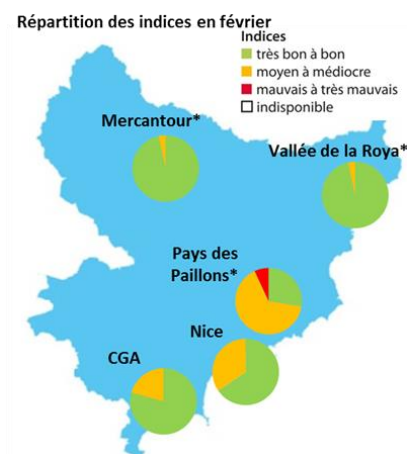 Répartition des indices en février
Indices
très bon à bon
moyen à médiocre
mauvais à très mauvais
indisponible
Mercantour*
Vallée de la Roya*
Pays des
Paillons*
Nice
CGA